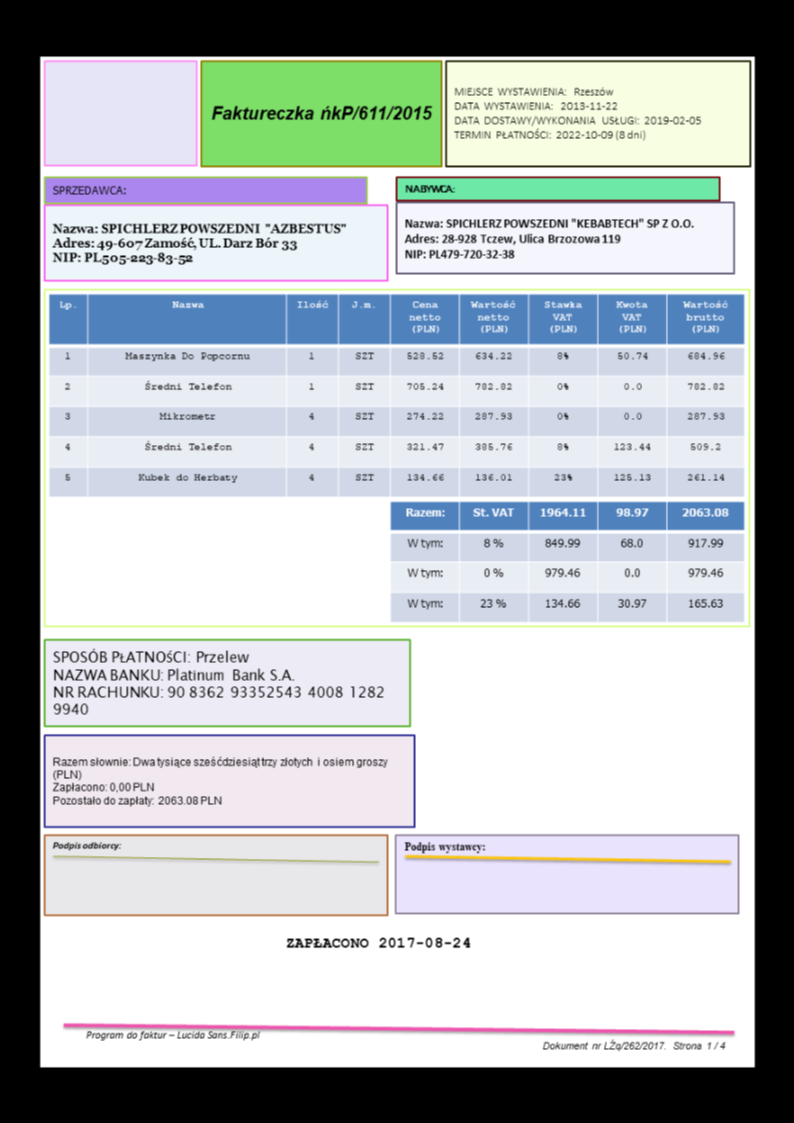 Faktureczka ńkP/611/2015
MIEJSCE WYSTAWIENIA: Rzeszów
DATA WYSTAWIENIA: 2013-11-22
DATA DOSTAWY/WYKONANIA USŁUGI: 2019-02-05
TERMIN PŁATNOŚCI: 2022-10-09 (8 dni)
SPRZEDAWCA:
Nazwa: SPICHLERZ POWSZEDNI "AZBESTUS"
Adres: 49-607 Zamość, UL. Darz Bór 33
NIP: PL505-223-83-52
NABYWCA:
Nazwa: SPICHLERZ POWSZEDNI "KEBABTECH" SP Z O.O.
Adres: 28-928 Tczew, Ulica Brzozowa 119
NIP: PL479-720-32-38
Lp. Nazwa Ilość J.m. Cena netto (PLN) Wartość netto (PLN) Stawka VAT (PLN) Kwota VAT (PLN) Wartość brutto (PLN)
1 Maszynka Do Popcornu 1 SZT 528.52 634.22 8% 50.74 684.96
2 Średni Telefon 1 SZT 705.24 782.82 0% 0.0 782.82
3 Mikrometr 4 SZT 274.22 287.93 0% 0.0 287.93
4 Średni Telefon 4 SZT 321.47 385.76 8% 123.44 509.2
5 Kubek do Herbaty 4 SZT 134.66 136.01 23% 125.13 261.14
Razem: St. VAT 1964.11 98.97 2063.08
W tym: 8 % 849.99 68.0 917.99
W tym: 0 % 979.46 0.0 979.46
W tym: 23 % 134.66 30.97 165.63
SPOSÓB PŁATNOŚCI: Przelew
NAZWA BANKU: Platinum Bank S.A.
NR RACHUNKU: 90 8362 93352543 4008 1282
9940
Razem słownie: Dwa tysiące sześćdziesiąt trzy złotych i osiem groszy
(PLN)
Zapłacono: 0,00 PLN
Pozostało do zapłaty: 2063.08 PLN
Podpis odbiorcy:
Podpis wystawcy:
ZAPŁACONO 2017-08-24
Program do faktur – Lucida Sans.Filip.pl
Dokument nr LŹq/262/2017. Strona 1 / 4